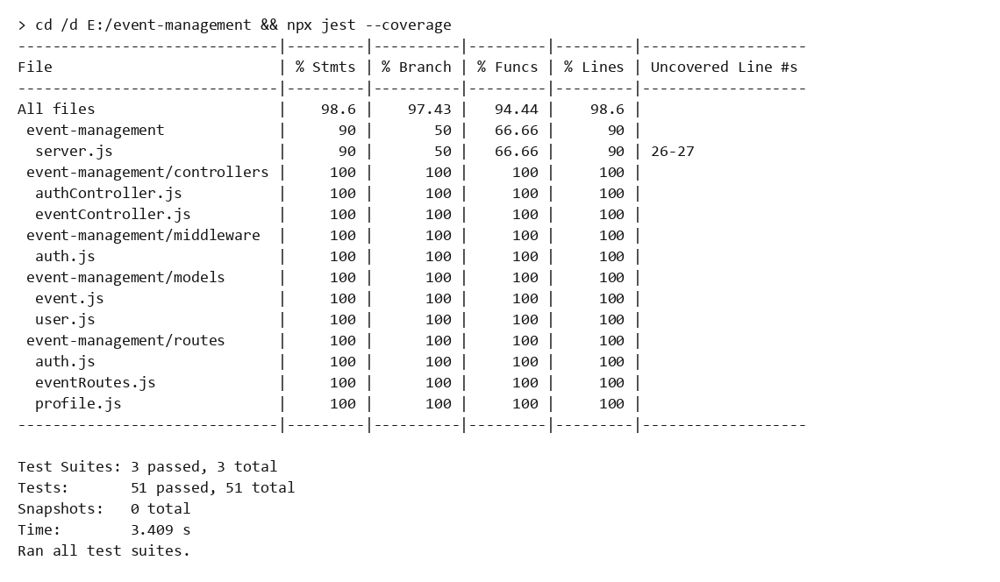 > cd /d E:/event-management && npx jest --coverage
------------------------------|---------|----------|---------|---------|-------------------
File                          | % Stmts | % Branch | % Funcs | % Lines | Uncovered Line #s
------------------------------|---------|----------|---------|---------|-------------------
All files                     |    98.6 |    97.43 |   94.44 |    98.6 |
 event-management             |      90 |       50 |   66.66 |      90 |
  server.js                   |      90 |       50 |   66.66 |      90 | 26-27
 event-management/controllers |     100 |      100 |     100 |     100 |
  authController.js           |     100 |      100 |     100 |     100 |
  eventController.js          |     100 |      100 |     100 |     100 |
 event-management/middleware  |     100 |      100 |     100 |     100 |
  auth.js                     |     100 |      100 |     100 |     100 |
 event-management/models      |     100 |      100 |     100 |     100 |
  event.js                    |     100 |      100 |     100 |     100 |
  user.js                     |     100 |      100 |     100 |     100 |
 event-management/routes      |     100 |      100 |     100 |     100 |
  auth.js                     |     100 |      100 |     100 |     100 |
  eventRoutes.js              |     100 |      100 |     100 |     100 |
  profile.js                  |     100 |      100 |     100 |     100 |
------------------------------|---------|----------|---------|---------|-------------------

Test Suites: 3 passed, 3 total
Tests:       51 passed, 51 total
Snapshots:   0 total
Time:        3.409 s
Ran all test suites.